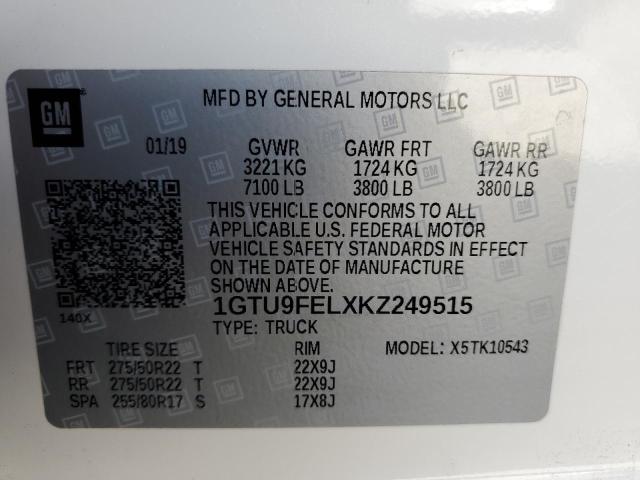 GM
MFD BY GENERAL MOTORS LLC
01/19 GVWR GAWR FRT GAWR RR
3221 KG 1724 KG 1724 KG
7100 LB 3800 LB 3800 LB
THIS VEHICLE CONFORMS TO ALL
APPLICABLE U.S. FEDERAL MOTOR
VEHICLE SAFETY STANDARDS IN EFFECT
ON THE DATE OF MANUFACTURE
SHOWN ABOVE.
140X 1GTU9FELXKZ249515
TYPE: TRUCK
TIRE SIZE RIM MODEL: X5TK10543
FRT 275/50R22 T 22X9J
RR 275/50R22 T 22X9J
SPA 255/80R17 S 17X8J